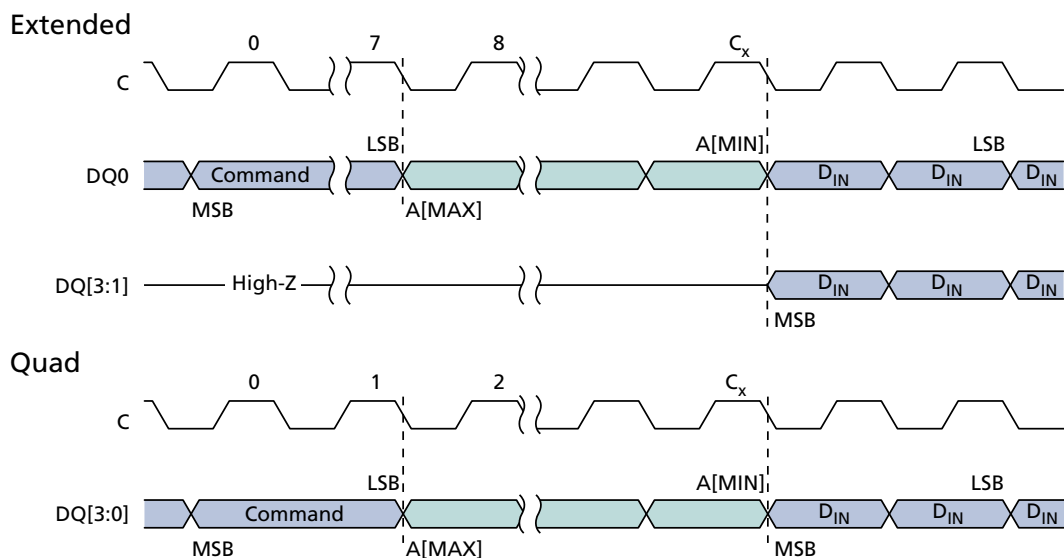 Extended
0 7 8 Cx
C
LSB A[MIN] LSB
DQ0 Command DIN DIN DIN
MSB A[MAX]
DQ[3:1] High-Z DIN DIN DIN
MSB
Quad
0 1 2 Cx
C
LSB A[MIN] LSB
DQ[3:0] Command DIN DIN DIN
MSB A[MAX] MSB